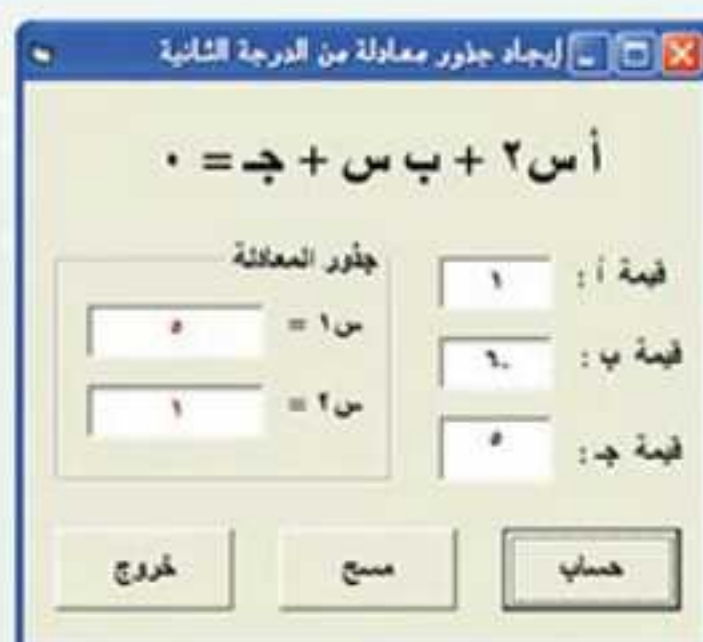 إيجاد جذور معادلة من الدرجة الثانية
أ س٢ + ب س + جـ = ٠
قيمة أ : ١
قيمة ب : ٦-
قيمة جـ : ٥
جذور المعادلة
س١ = ٥
س٢ = ١
حساب
مسح
خروج